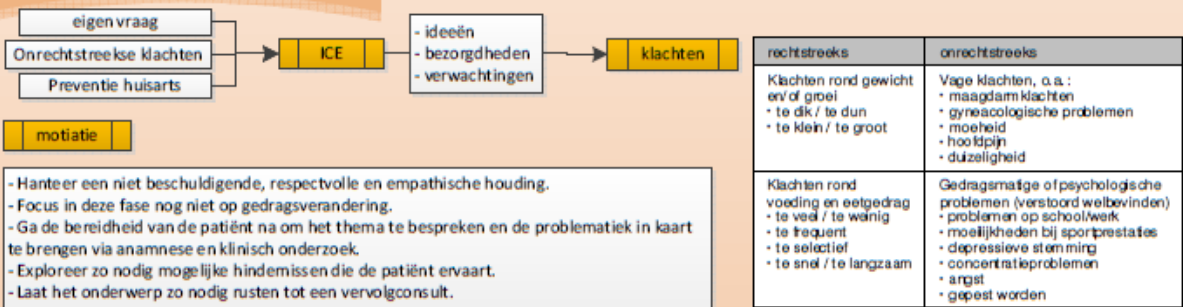 eigen vraag
Onrechtstreekse klachten
Preventie huisarts
ICE
- ideeën
- bezorgdheden
- verwachtingen
klachten
motiatie
- Hanteer een niet beschuldigende, respectvolle en empathische houding.
- Focus in deze fase nog niet op gedragsverandering.
- Ga de bereidheid van de patiënt na om het thema te bespreken en de problematiek in kaart
te brengen via anamnese en klinisch onderzoek.
- Exploreer zo nodig mogelijke hindernissen die de patiënt ervaart.
- Laat het onderwerp zo nodig rusten tot een vervolgconsult.
rechtstreeks
onrechtstreeks
Klachten rond gewicht
en/of groei
• te dik / te dun
• te klein / te groot
Vage klachten, o.a.:
• maagdarmklachten
• gyneacologische problemen
• moeheid
• hoofdpijn
• duizeligheid
Klachten rond
voeding en eetgedrag
• te veel / te weinig
• te frequent
• te selectief
• te snel / te langzaam
Gedragsmatige of psychologische
problemen (verstoord welbevinden)
• problemen op school/werk
• moeilijkheden bij sportprestaties
• depressieve stemming
• concentratieproblemen
• angst
• gepest worden